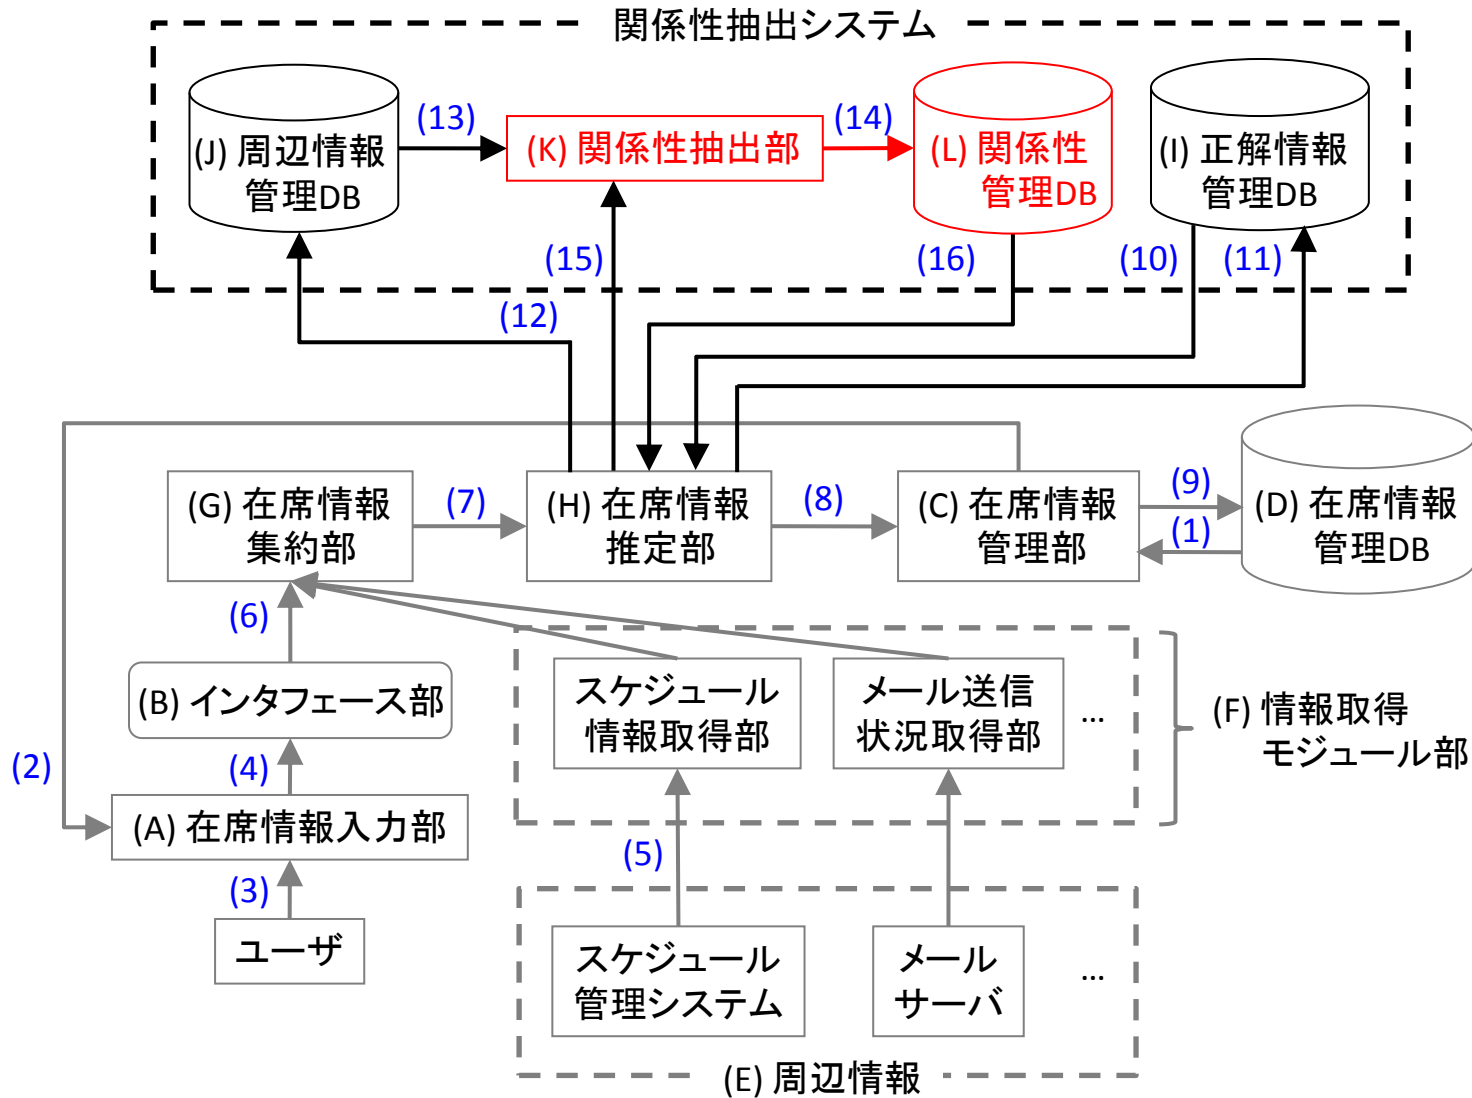 関係性抽出システム
(13)
(14)
(J) 周辺情報
管理DB
(K) 関係性抽出部
(L) 関係性
管理DB
(I) 正解情報
管理DB
(15)
(16)
(10)
(11)
(12)
(G) 在席情報
集約部
(7)
(H) 在席情報
推定部
(8)
(C) 在席情報
管理部
(9)
(1)
(D) 在席情報
管理DB
(6)
(B) インタフェース部
スケジュール
情報取得部
メール送信
状況取得部
...
(F) 情報取得
モジュール部
(2)
(4)
(A) 在席情報入力部
(5)
(3)
ユーザ
スケジュール
管理システム
メール
サーバ
...
(E) 周辺情報